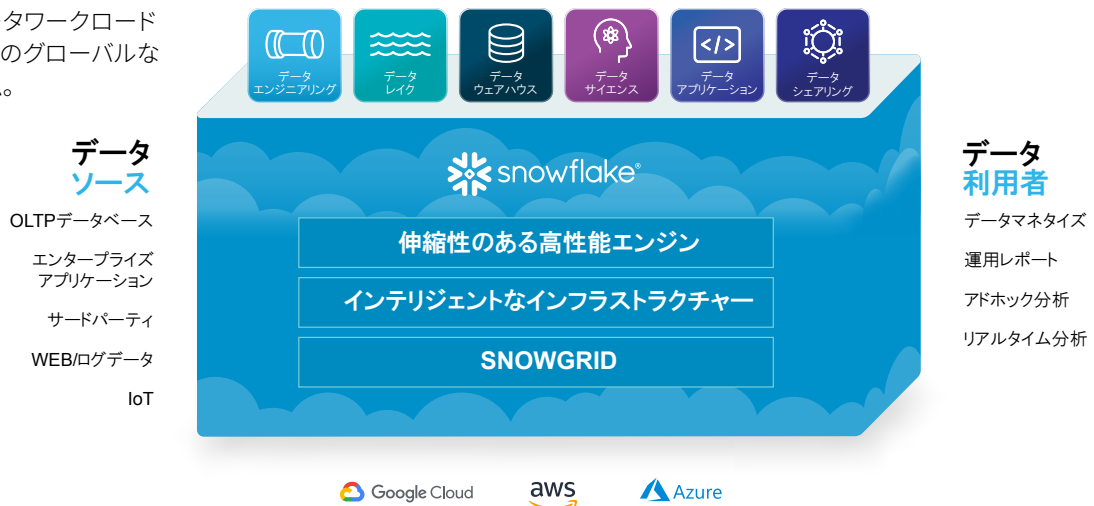 タワークロード
のグローバルな
データ
エンジニアリング
データ
レイク
データ
ウェアハウス
データ
サイエンス
</>
データ
アプリケーション
データ
シェアリング
データ
ソース
OLTPデータベース
エンタープライズ
アプリケーション
サードパーティ
WEB/ログデータ
IoT
snowflake®
伸縮性のある高性能エンジン
インテリジェントなインフラストラクチャー
SNOWGRID
データ
利用者
データマネタイズ
運用レポート
アドホック分析
リアルタイム分析
Google Cloud
aws
Azure